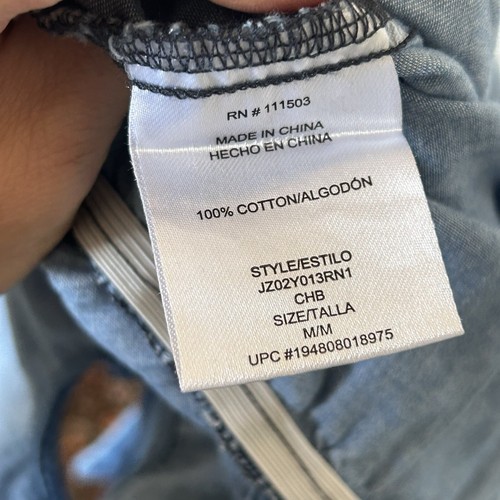 RN # 111503
MADE IN CHINA
HECHO EN CHINA
100% COTTON/ALGODÓN
STYLE/ESTILO
JZ02Y013RN1
CHB
SIZE/TALLA
M/M
UPC #194808018975